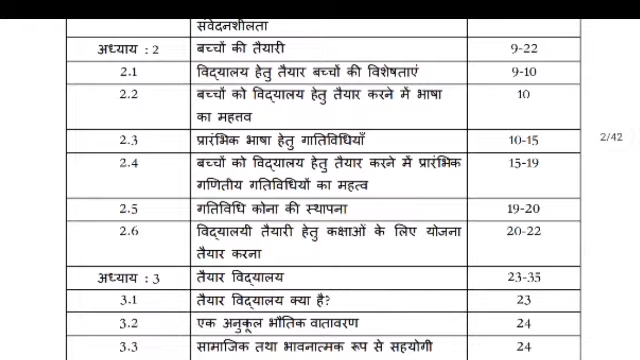 संवेदनशीलता
अध्याय : 2 बच्चों की तैयारी 9-22
2.1 विद्यालय हेतु तैयार बच्चों की विशेषताएं 9-10
2.2 बच्चों को विद्यालय हेतु तैयार करने में भाषा 10
का महत्तव
2.3 प्रारंभिक भाषा हेतु गातिविधियाँ 10-15
2/42
2.4 बच्चों को विद्यालय हेतु तैयार करने में प्रारंभिक 15-19
गणितीय गतिविधियों का महत्व
2.5 गतिविधि कोना की स्थापना 19-20
2.6 विद्यालयी तैयारी हेतु कक्षाओं के लिए योजना 20-22
तैयार करना
अध्याय : 3 तैयार विद्यालय 23-35
3.1 तैयार विद्यालय क्या है? 23
3.2 एक अनुकूल भौतिक वातावरण 24
3.3 सामाजिक तथा भावनात्मक रूप से सहयोगी 24